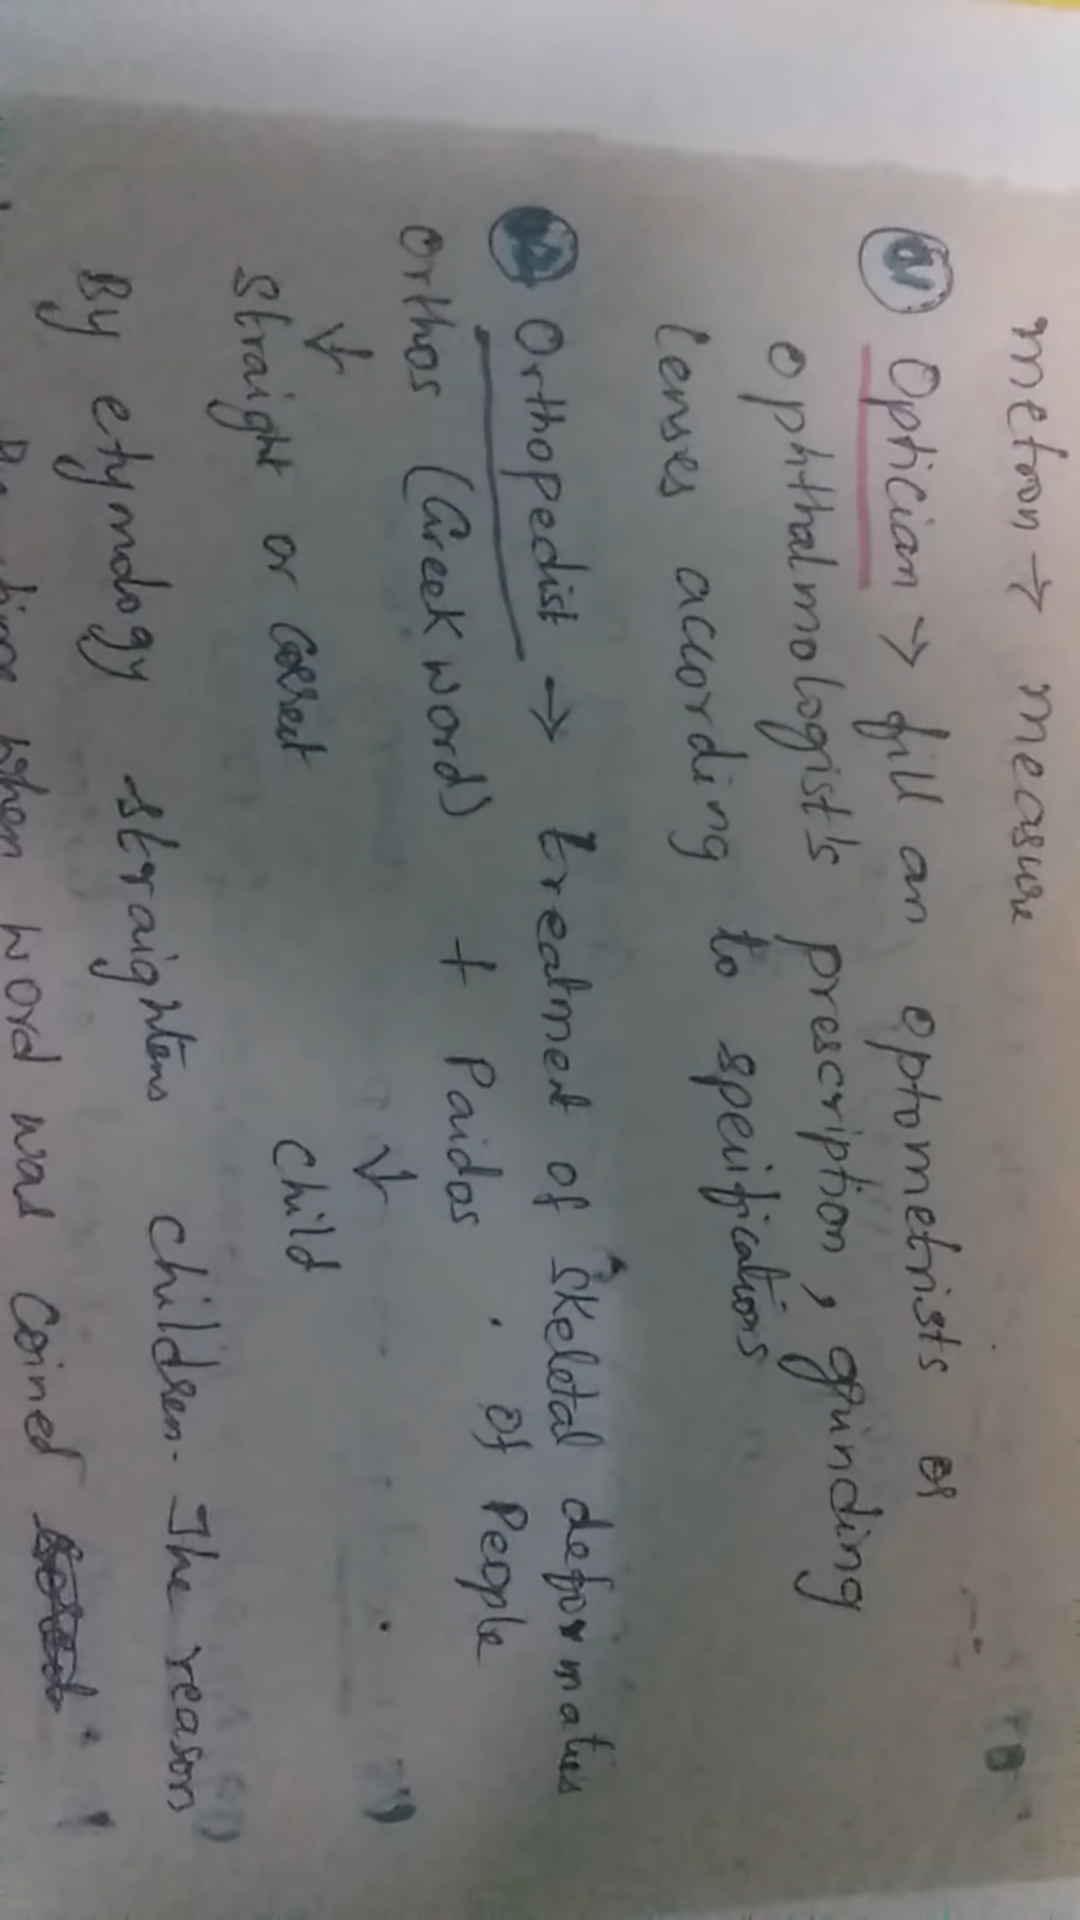 metron → measure
Optician → fill an optometrists or
ophthalmologist's prescription, grinding
lenses according to specifications
Orthopedist → treatment of skeletal deformaties
of People
Orthos (Greek word) + Paidos
↓ ↓
straight or correct child
By etymology straightens children. The reason
time when word was coined